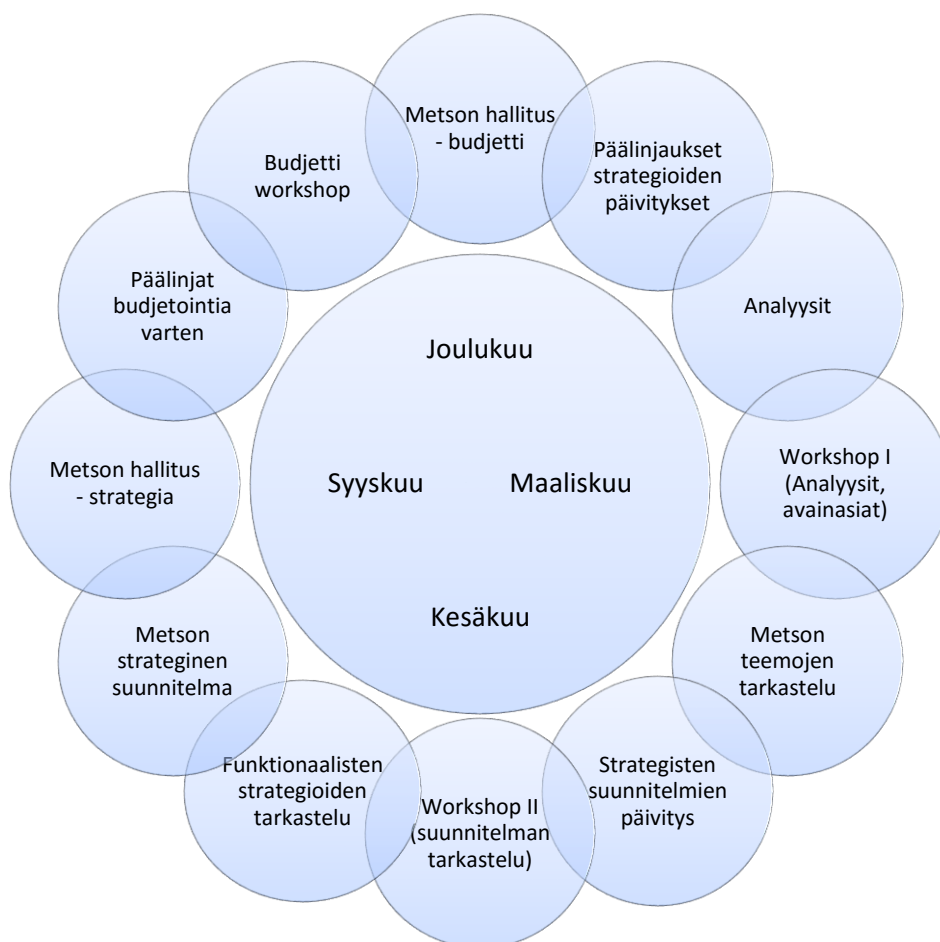 Metson hallitus
- budjetti
Päälinjaukset
strategioiden
päivitykset
Analyysit
Workshop I
(Analyysit,
avainasiat)
Metson
teemojen
tarkastelu
Strategisten
suunnitelmien
päivitys
Workshop II
(suunnitelman
tarkastelu)
Funktionaalisten
strategioiden
tarkastelu
Metson
strateginen
suunnitelma
Metson hallitus
- strategia
Päälinjat
budjetointia
varten
Budjetti
workshop
Joulukuu
Syyskuu
Maaliskuu
Kesäkuu